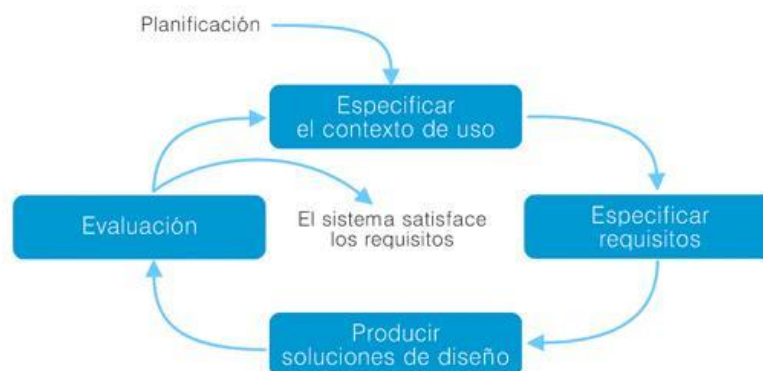 Planificación
Especificar
el contexto de uso
Evaluación
El sistema satisface
los requisitos
Especificar
requisitos
Producir
soluciones de diseño